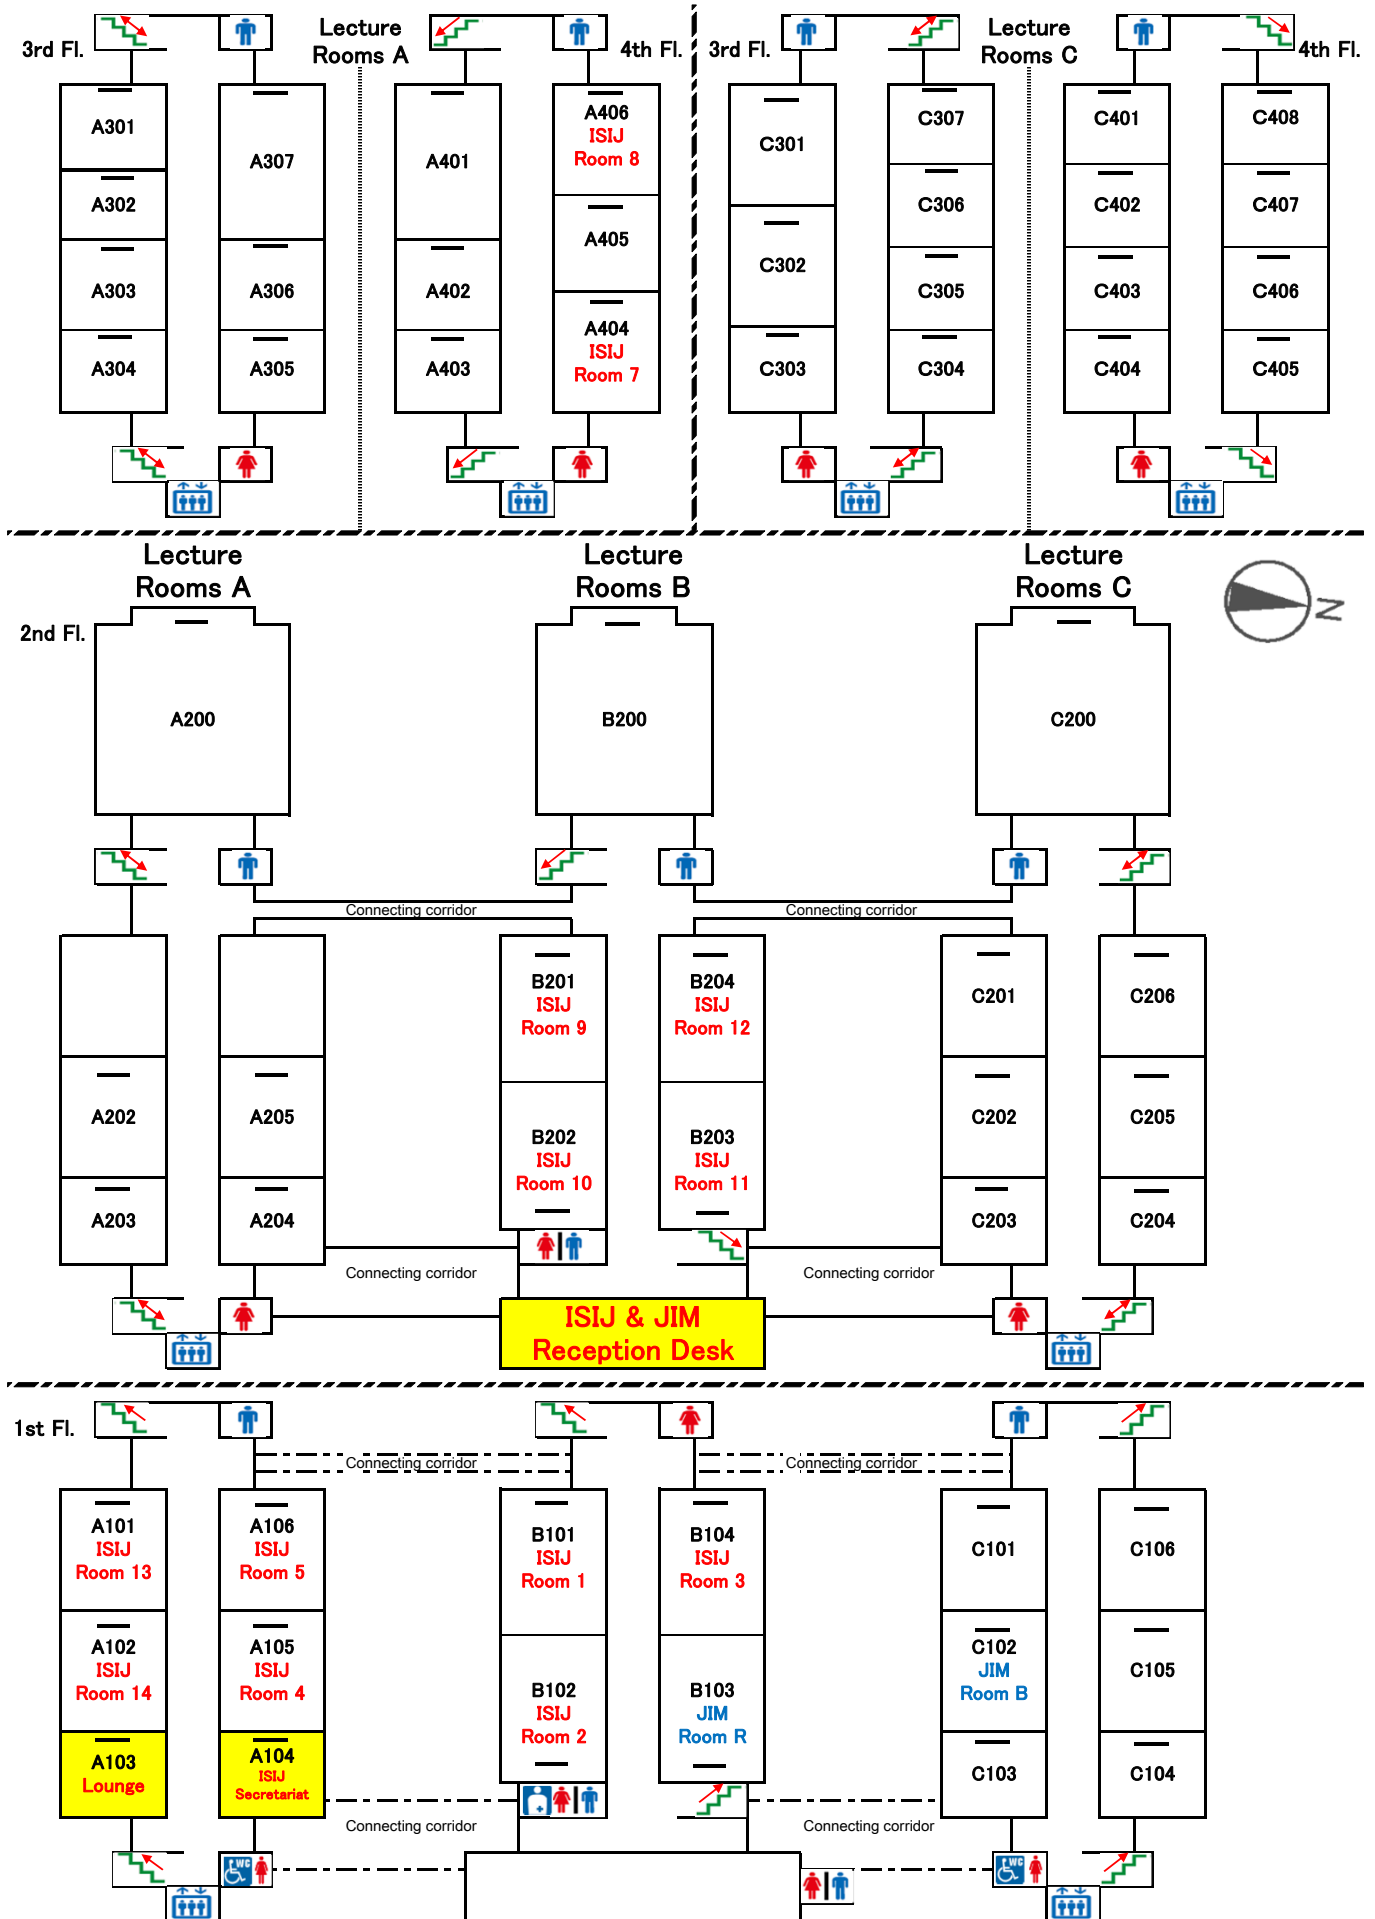 3rd Fl.
Lecture
Rooms A
4th Fl.
A301
A302
A303
A304
A307
A306
A305
A401
A402
A403
A406
ISIJ
Room 8
A405
A404
ISIJ
Room 7
3rd Fl.
Lecture
Rooms C
4th Fl.
C301
C302
C303
C307
C306
C305
C304
C401
C402
C403
C404
C408
C407
C406
C405
Lecture
Rooms A
Lecture
Rooms B
Lecture
Rooms C
N
2nd Fl.
A200
B200
C200
Connecting corridor
Connecting corridor
A202
A203
A205
A204
B201
ISIJ
Room 9
B202
ISIJ
Room 10
B204
ISIJ
Room 12
B203
ISIJ
Room 11
C201
C202
C203
C206
C205
C204
Connecting corridor
Connecting corridor
ISIJ & JIM
Reception Desk
1st Fl.
Connecting corridor
Connecting corridor
A101
ISIJ
Room 13
A102
ISIJ
Room 14
A103
Lounge
A106
ISIJ
Room 5
A105
ISIJ
Room 4
A104
ISIJ
Secretariat
B101
ISIJ
Room 1
B102
ISIJ
Room 2
B104
ISIJ
Room 3
B103
JIM
Room R
C101
C102
JIM
Room B
C103
C106
C105
C104
Connecting corridor
Connecting corridor
WC
WC